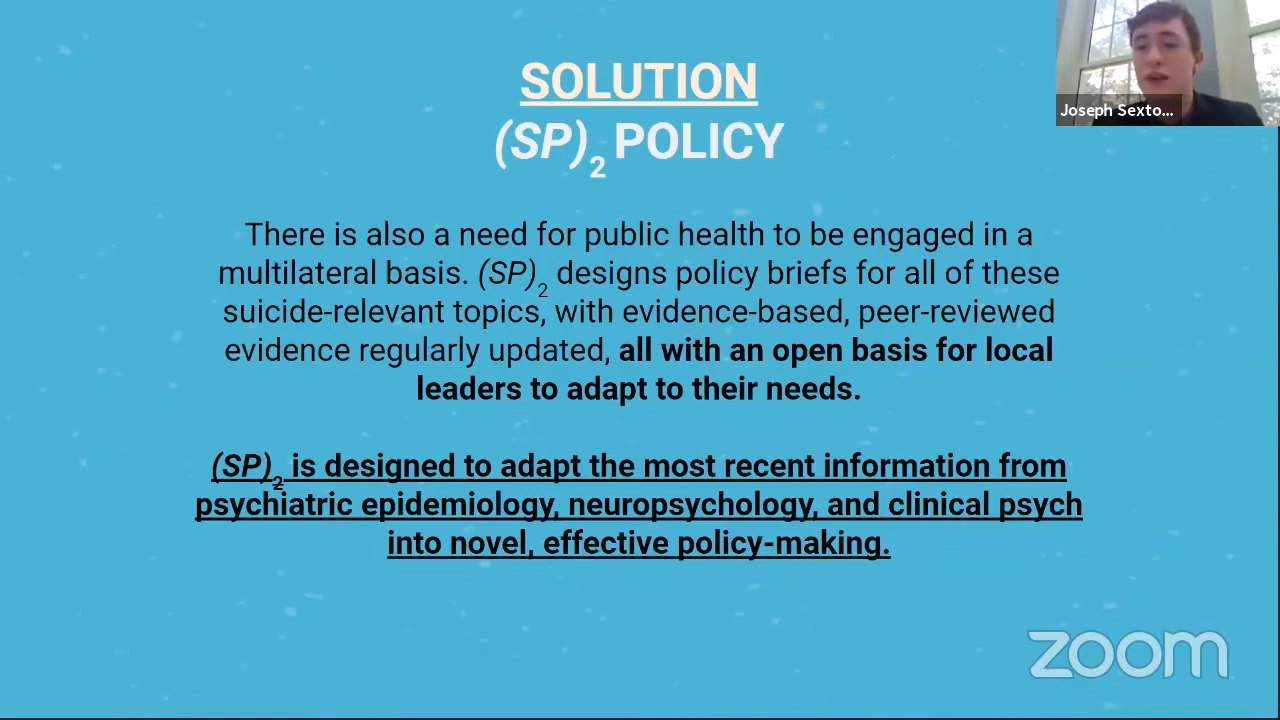 SOLUTION
(SP)₂ POLICY
Joseph Sexto...
There is also a need for public health to be engaged in a
multilateral basis. (SP)₂ designs policy briefs for all of these
suicide-relevant topics, with evidence-based, peer-reviewed
evidence regularly updated, all with an open basis for local
leaders to adapt to their needs.
(SP)₂ is designed to adapt the most recent information from
psychiatric epidemiology, neuropsychology, and clinical psych
into novel, effective policy-making.
zoom